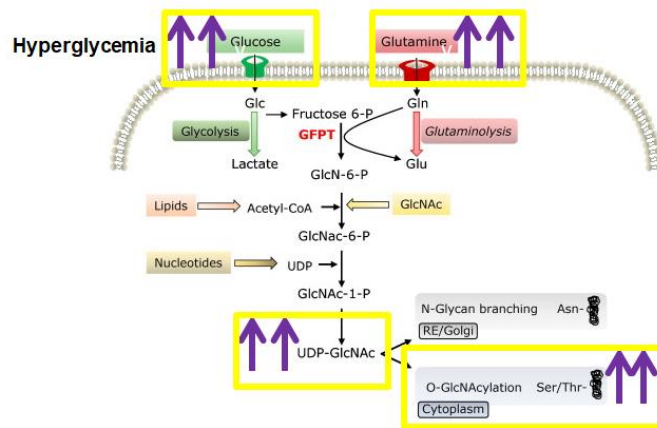 Hyperglycemia
Glucose
Glutamine
Glc
Fructose 6-P
Gln
GFPT
Glycolysis
Glutaminolysis
Lactate
Glu
GlcN-6-P
Lipids
Acetyl-CoA
GlcNAc
GlcNac-6-P
Nucleotides
UDP
GlcNAc-1-P
N-Glycan branching Asn-
RE/Golgi
UDP-GlcNAc
O-GlcNAcylation Ser/Thr-
Cytoplasm